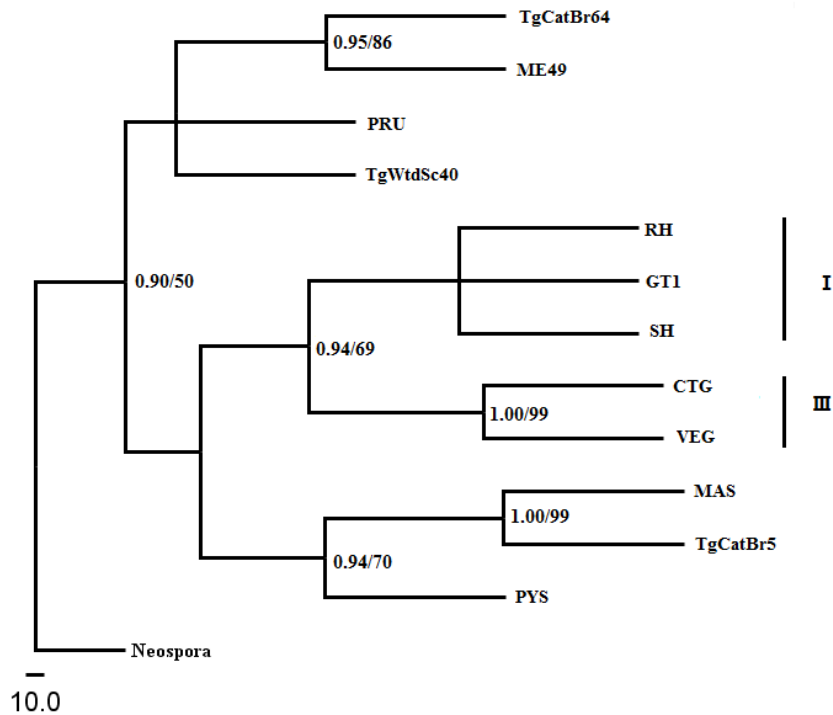 TgCatBr64
0.95/86
ME49
PRU
TgWtdSc40
RH
0.90/50
GT1
I
SH
0.94/69
CTG
III
1.00/99
VEG
MAS
1.00/99
TgCatBr5
0.94/70
PYS
Neospora
10.0